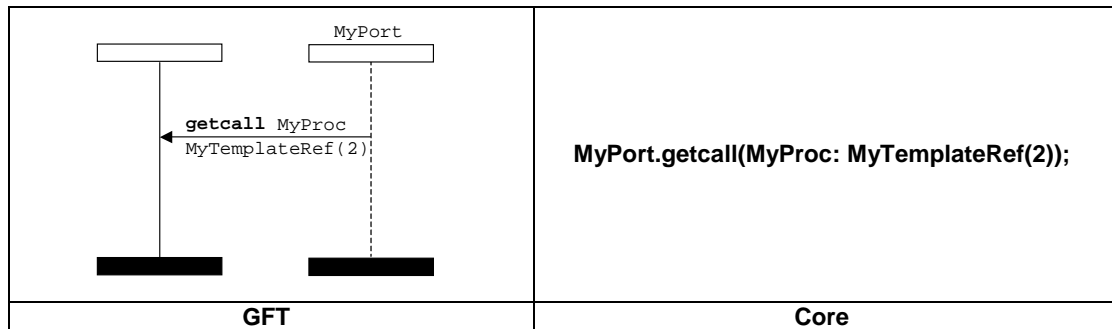 MyPort
getcall MyProc
MyTemplateRef(2)
MyPort.getcall(MyProc: MyTemplateRef(2));
GFT
Core